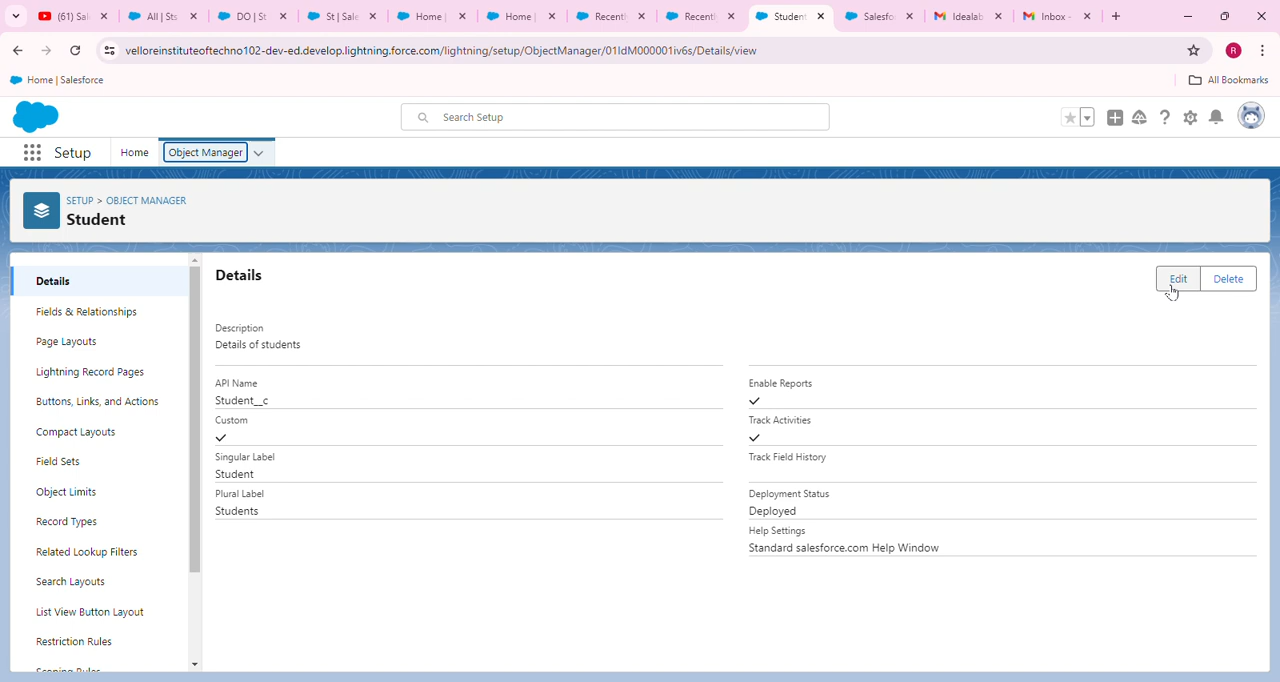 (61) Sal
All | Sts
DO | St
St | Sale
Home |
Home |
Recentl
Recentl
Student
Salesfo
Idealab
Inbox -
velloreinstituteoftechno102-dev-ed.develop.lightning.force.com/lightning/setup/ObjectManager/01IdM000001iv6s/Details/view
R
Home | Salesforce
All Bookmarks
Search Setup
Setup
Home
Object Manager
SETUP > OBJECT MANAGER
Student
Details
Fields & Relationships
Page Layouts
Lightning Record Pages
Buttons, Links, and Actions
Compact Layouts
Field Sets
Object Limits
Record Types
Related Lookup Filters
Search Layouts
List View Button Layout
Restriction Rules
Scoping Rules
Details
Edit
Delete
Description
Details of students
API Name
Student__c
Custom
Singular Label
Student
Plural Label
Students
Enable Reports
Track Activities
Track Field History
Deployment Status
Deployed
Help Settings
Standard salesforce.com Help Window